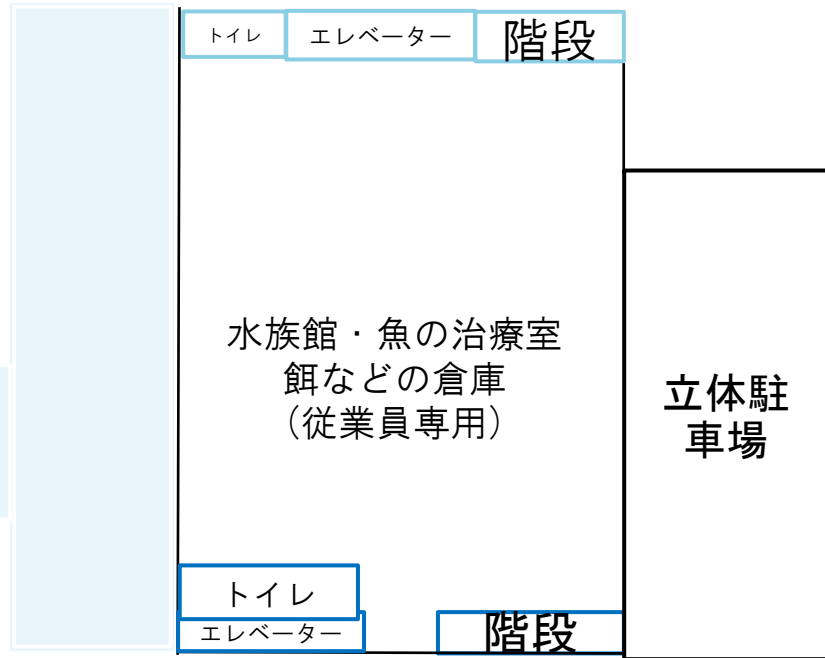 トイレ
エレベーター
階段
水族館・魚の治療室
餌などの倉庫
（従業員専用）
立体駐
車場
トイレ
エレベーター
階段